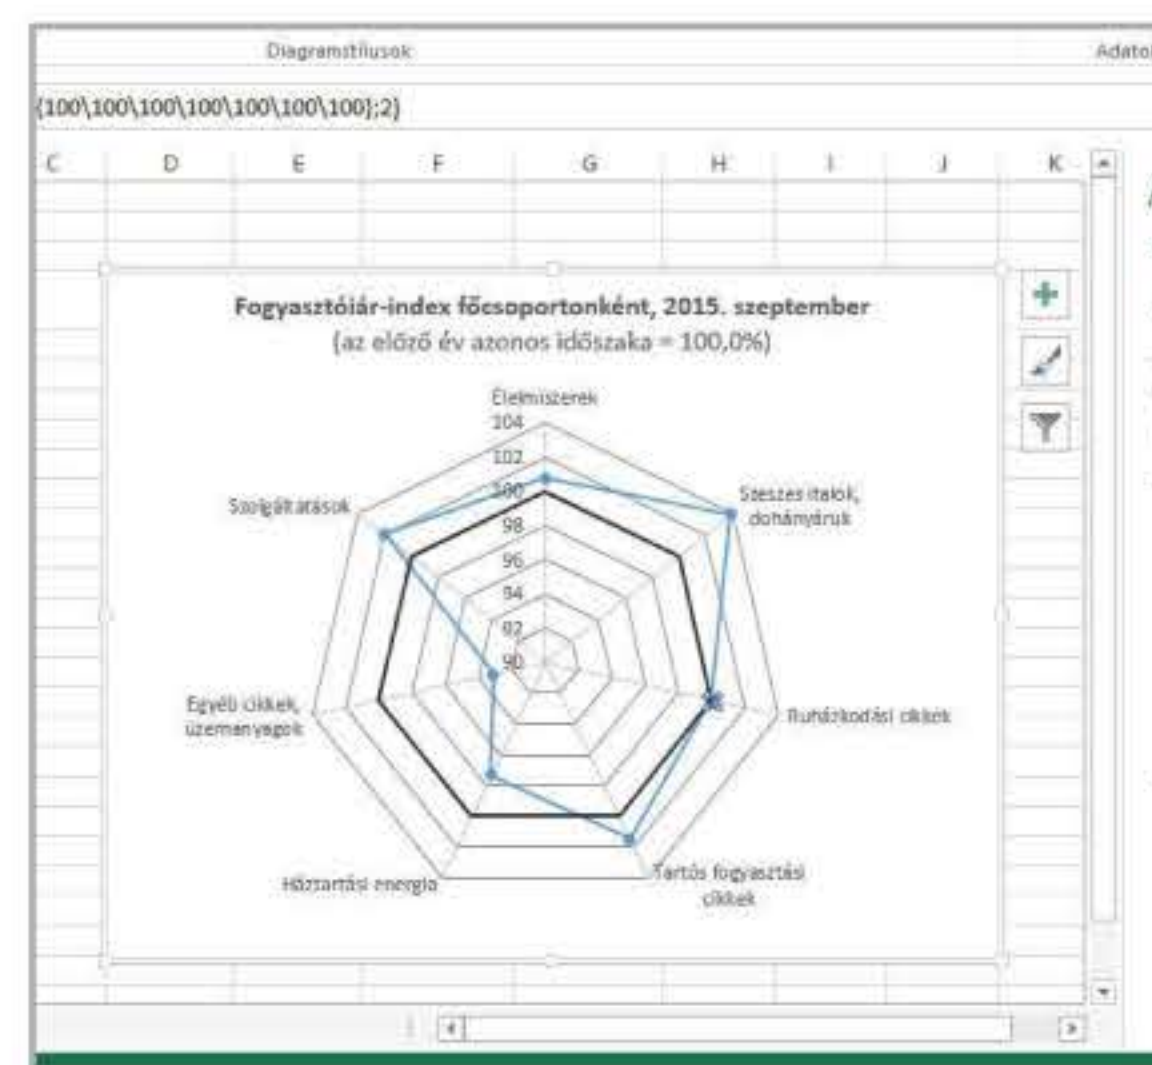 Diagramstílusok
{100\100\100\100\100\100\100};2)
C D E F G H I J K
Fogyasztóiár-index főcsoportonként, 2015. szeptember
(az előző év azonos időszaka = 100,0%)
Élelmiszerek
104
102
100
98
96
94
92
90
Szeszes italok,
dohányáruk
Ruházkodási cikkek
Tartós fogyasztási
cikkek
Háztartási energia
Egyéb cikkek,
üzemanyagok
Szolgáltatások